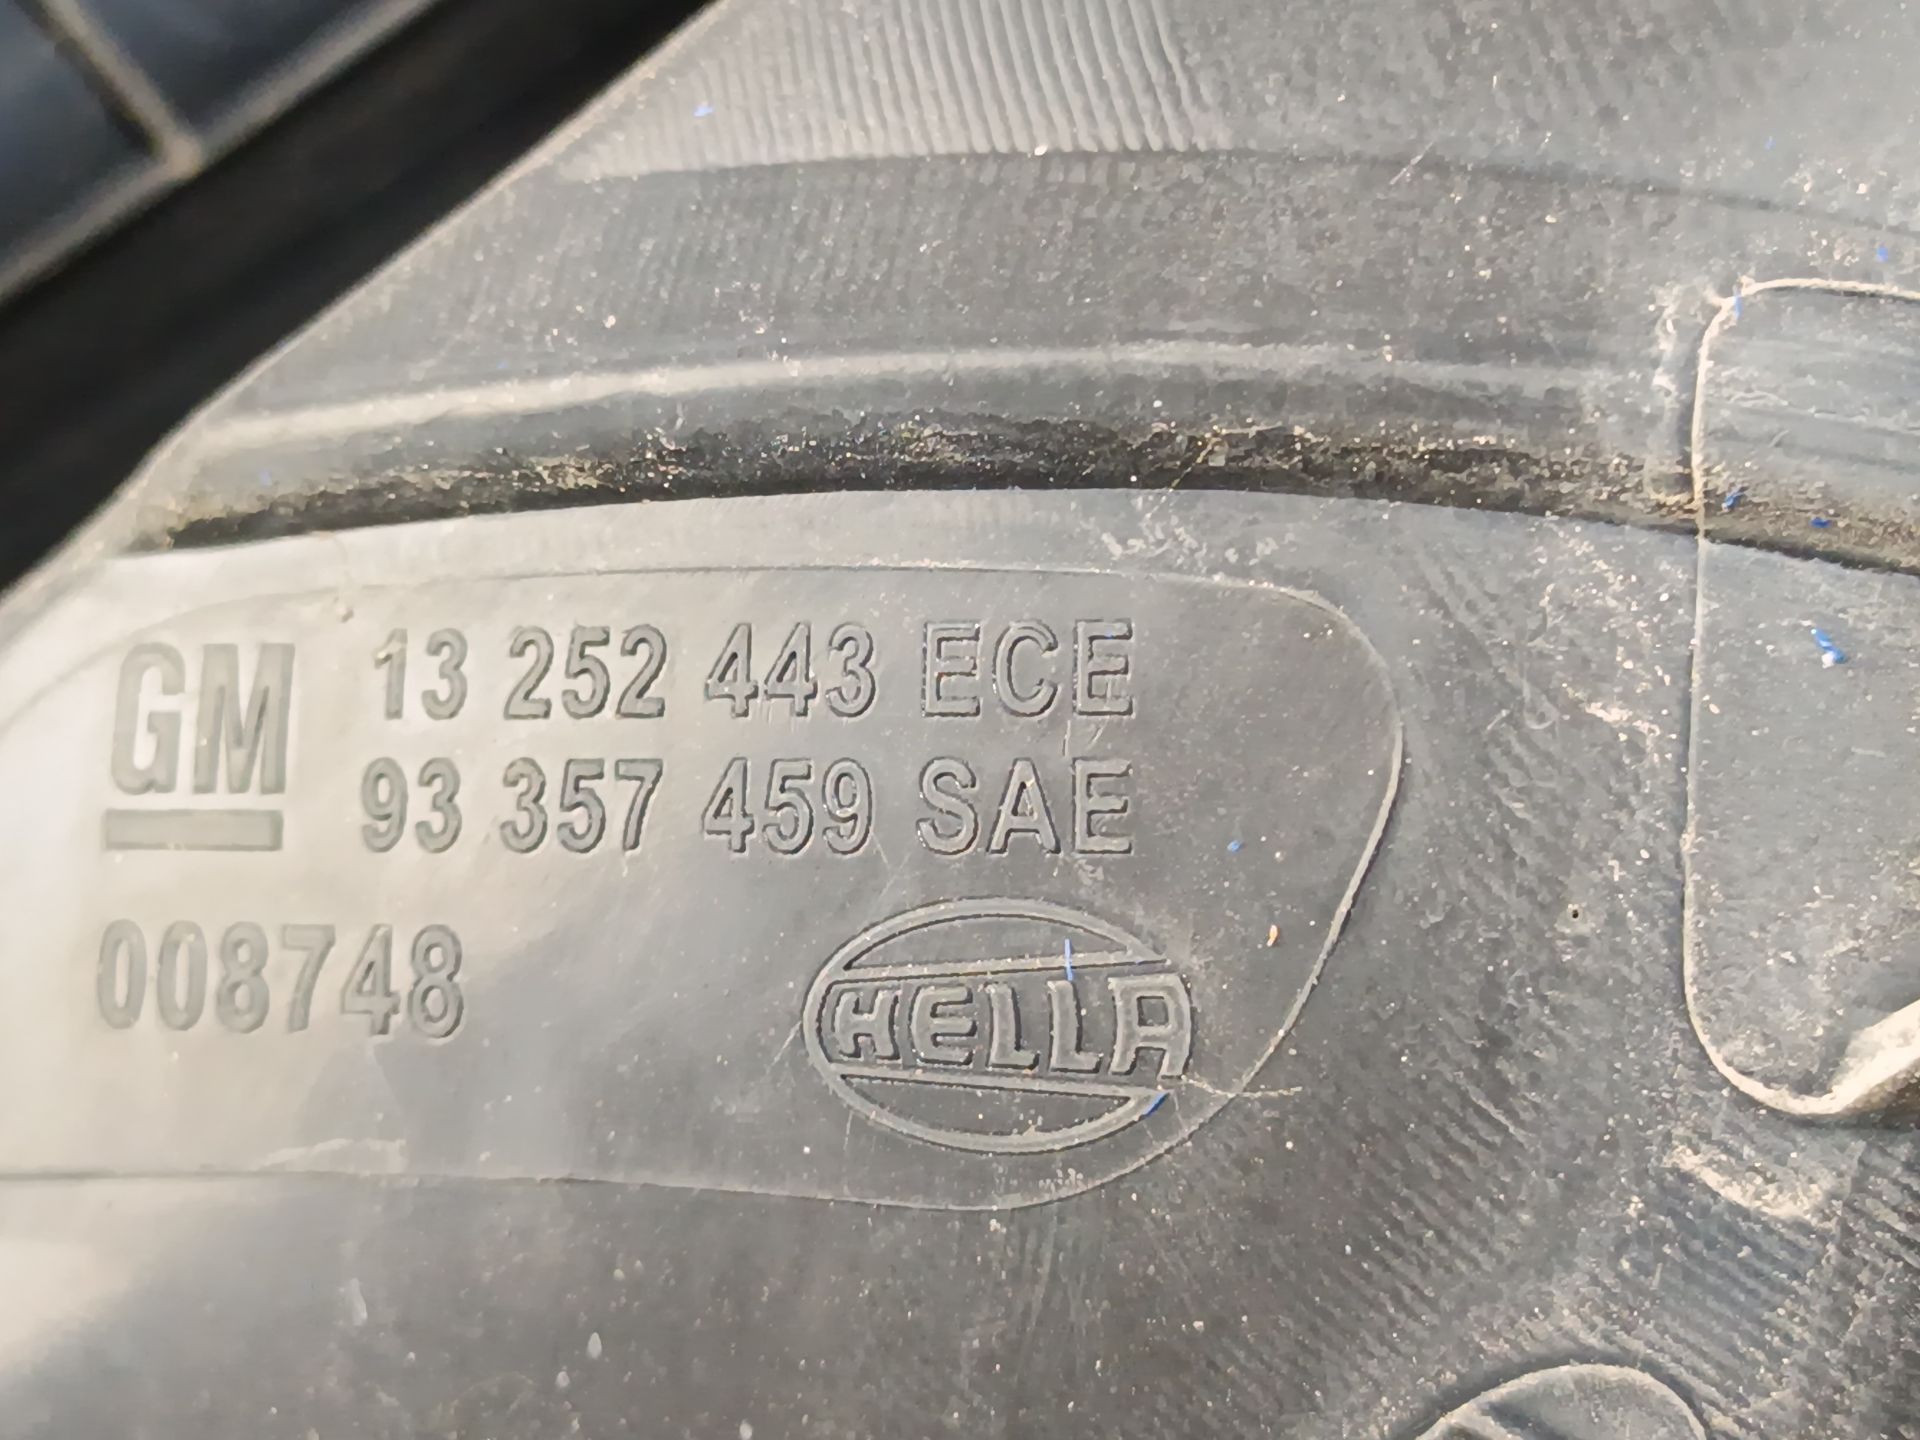 GM 13 252 443 ECE
93 357 459 SAE
008748
HELLA